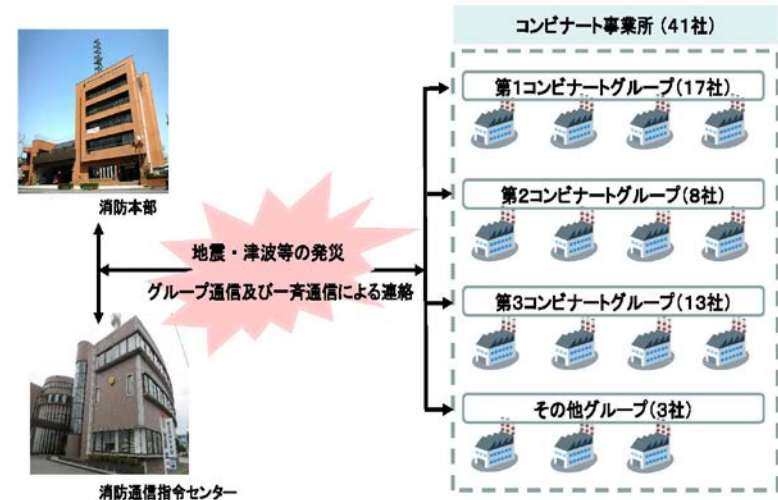 コンビナート事業所（41社）
第1コンビナートグループ(17社)
消防本部
第2コンビナートグループ(8社)
地震・津波等の発災
グループ通信及び一斉通信による連絡
第3コンビナートグループ(13社)
その他グループ(3社)
消防通信指令センター